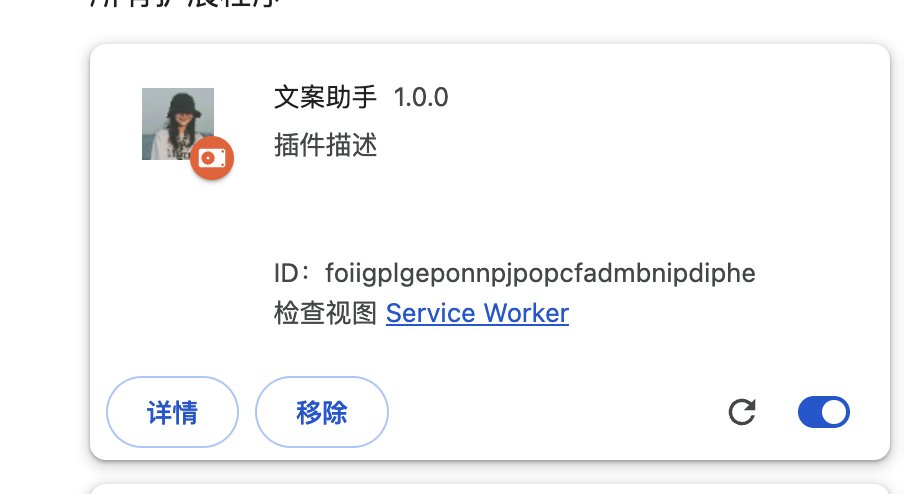 所有扩展程序
文案助手 1.0.0
插件描述
ID：foiigplgeponnpjpopcfadmbnipdiphe
检查视图 Service Worker
详情
移除